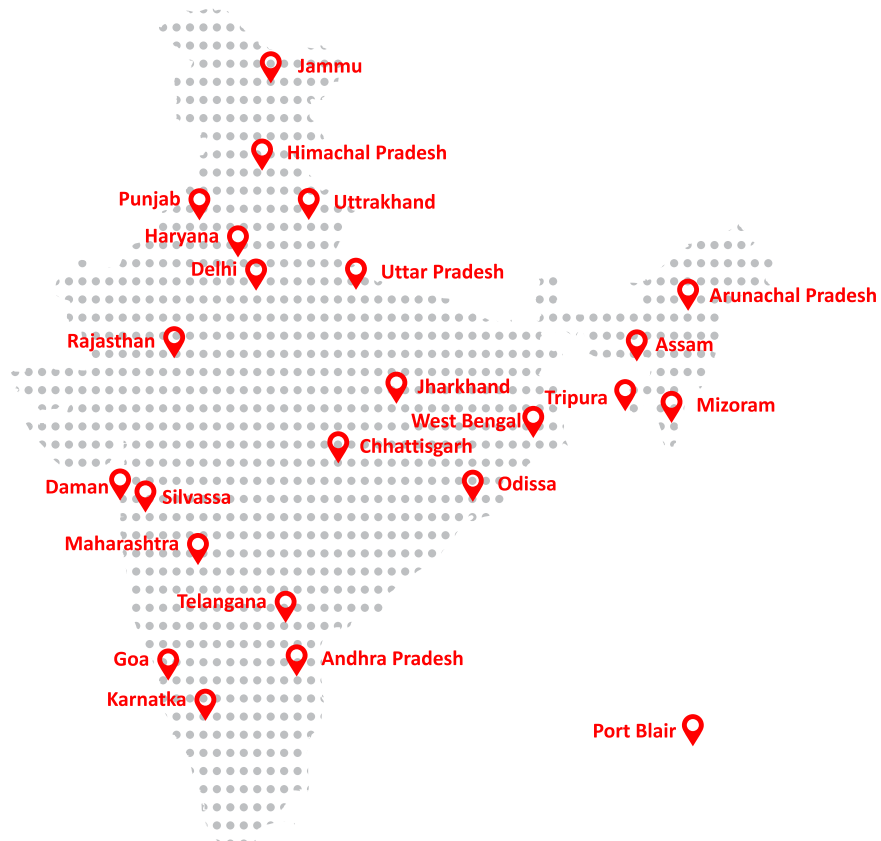 Jammu
Himachal Pradesh
Punjab
Uttrakhand
Haryana
Delhi
Uttar Pradesh
Arunachal Pradesh
Rajasthan
Assam
Jharkhand
Tripura
Mizoram
West Bengal
Chhattisgarh
Daman
Silvassa
Odissa
Maharashtra
Telangana
Goa
Andhra Pradesh
Karnatka
Port Blair